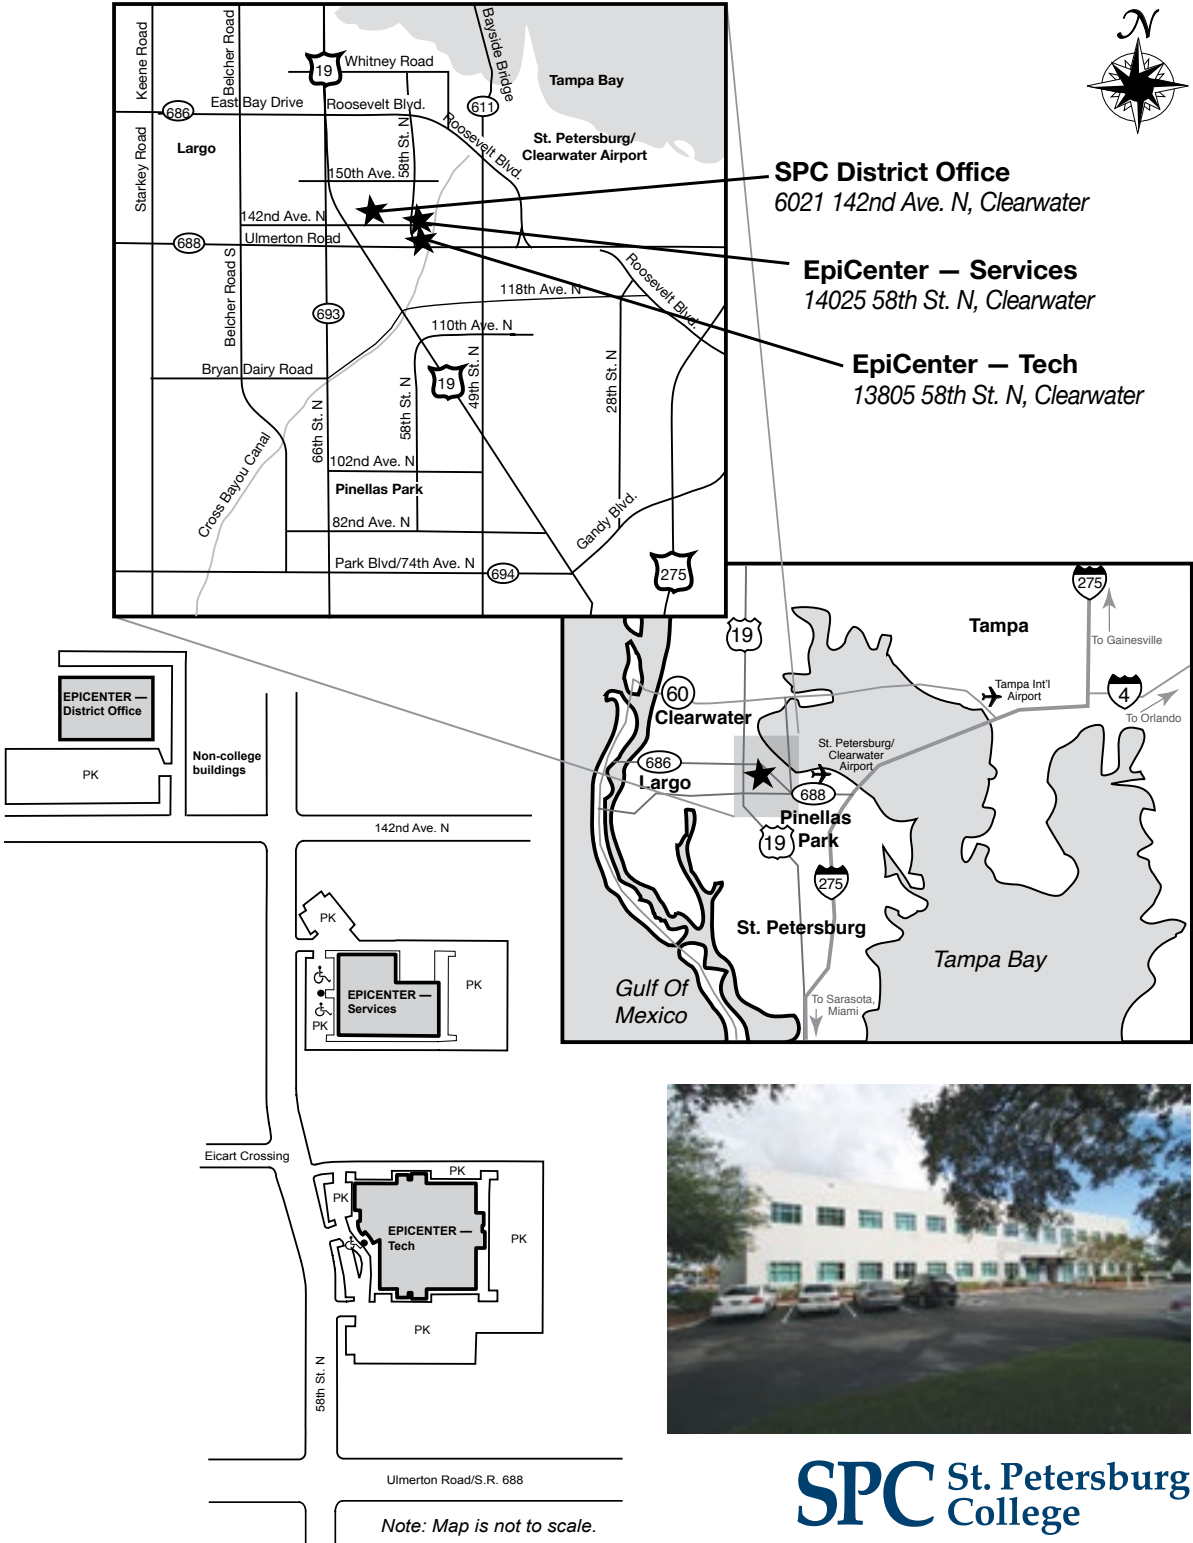 N
Keene Road
Belcher Road
19
Whitney Road
Bayside Bridge
Tampa Bay
686
East Bay Drive
Roosevelt Blvd.
611
Starkey Road
Largo
58th St. N
Roosevelt Blvd.
St. Petersburg/
Clearwater Airport
150th Ave.
142nd Ave. N
688
Ulmerton Road
Belcher Road S
118th Ave. N
Roosevelt Blvd.
693
110th Ave. N
Bryan Dairy Road
19
49th St. N
28th St. N
66th St. N
58th St. N
Cross Bayou Canal
102nd Ave. N
Pinellas Park
82nd Ave. N
Gandy Blvd.
Park Blvd/74th Ave. N
694
275
SPC District Office
6021 142nd Ave. N, Clearwater
EpiCenter — Services
14025 58th St. N, Clearwater
EpiCenter — Tech
13805 58th St. N, Clearwater
275
19
Tampa
To Gainesville
60
Clearwater
Tampa Int'l
Airport
4
To Orlando
St. Petersburg/
Clearwater
Airport
686
Largo
688
Pinellas
Park
19
275
St. Petersburg
Tampa Bay
Gulf Of
Mexico
To Sarasota,
Miami
EPICENTER —
District Office
PK
Non-college
buildings
142nd Ave. N
PK
EPICENTER —
Services
PK
PK
Eicart Crossing
PK
PK
EPICENTER —
Tech
PK
PK
58th St. N
Ulmerton Road/S.R. 688
Note: Map is not to scale.
SPC St. Petersburg
College